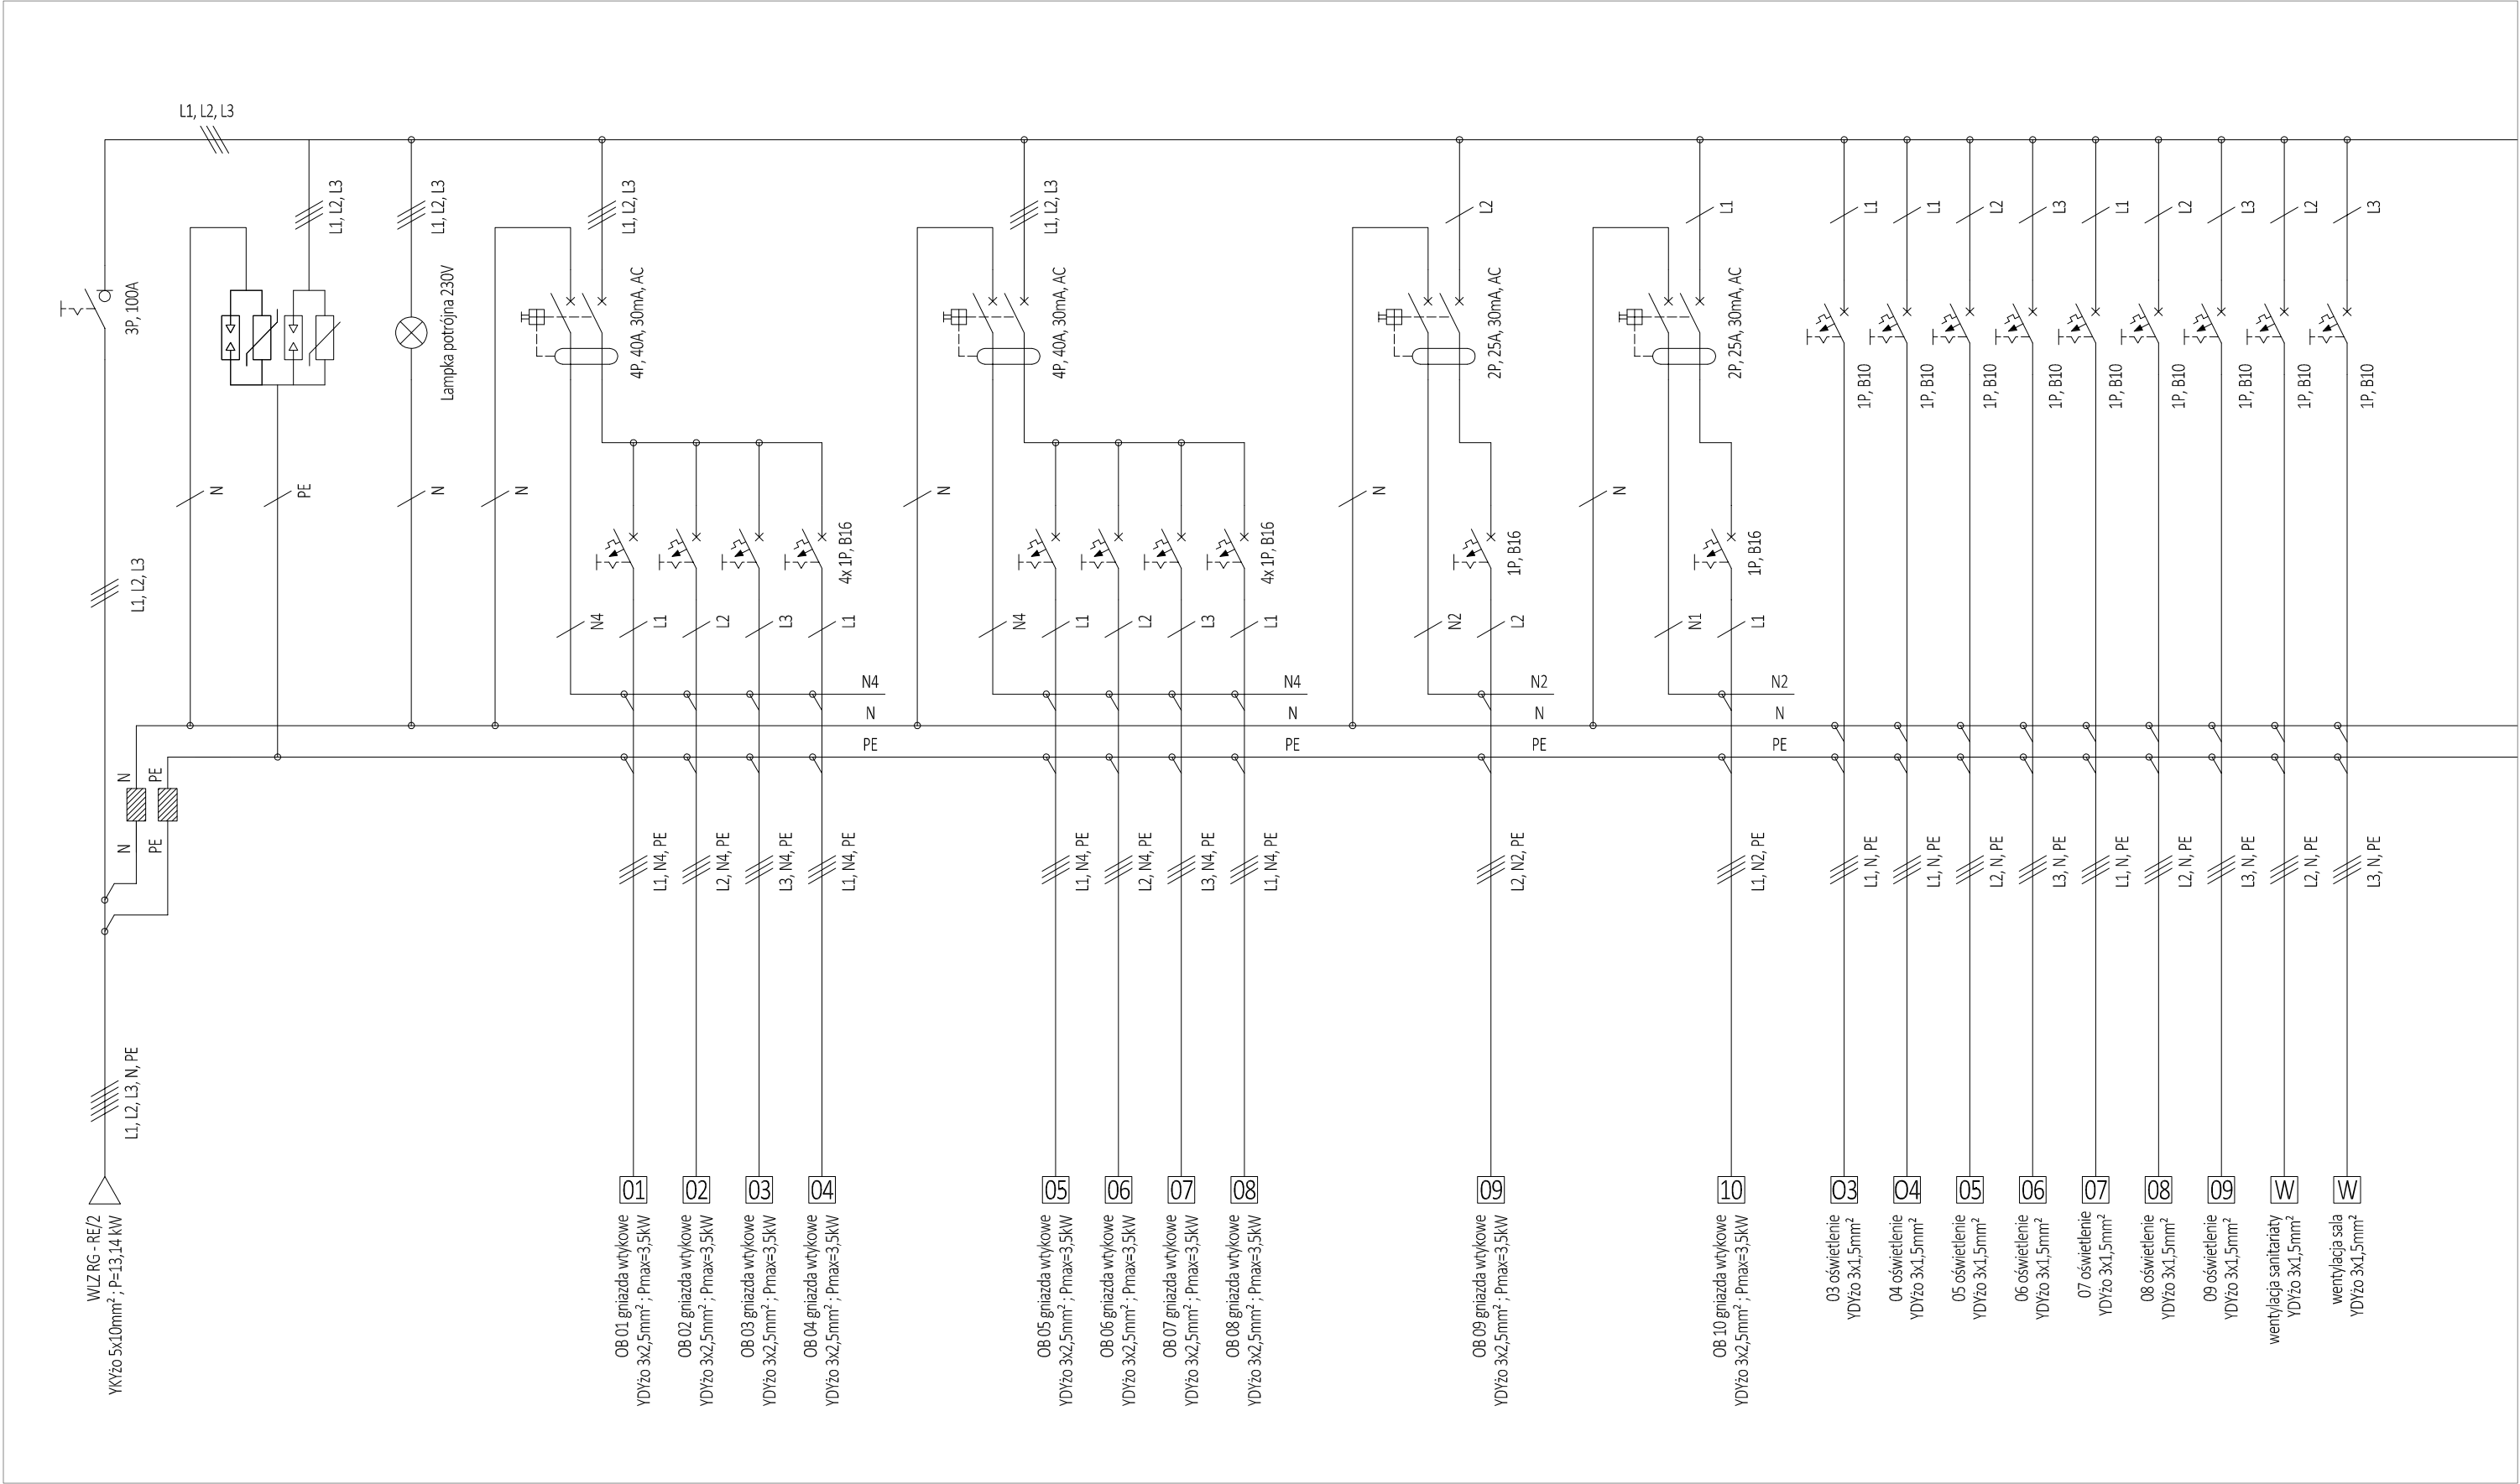 L1, L2, L3
L1, L2, L3
L1, L2, L3
L1, L2, L3
L1, L2, L3
L2
L1
L1
L1
L2
L3
L1
L2
L3
L2
L3
3P, 100A
Lampka potrójna 230V
4P, 40A, 30mA, AC
4P, 40A, 30mA, AC
2P, 25A, 30mA, AC
2P, 25A, 30mA, AC
1P, B10
1P, B10
1P, B10
1P, B10
1P, B10
1P, B10
1P, B10
1P, B10
1P, B10
N
PE
N
N
N
N
N
L1, L2, L3
4x 1P, B16
4x 1P, B16
1P, B16
1P, B16
N4
L1
L2
L3
L1
N4
L1
L2
L3
L1
N2
L2
N1
L1
N4
N4
N2
N2
N
N
N
N
PE
PE
PE
PE
N
PE
N
PE
L1, N4, PE
L2, N4, PE
L3, N4, PE
L1, N4, PE
L1, N4, PE
L2, N4, PE
L3, N4, PE
L1, N4, PE
L2, N2, PE
L1, N2, PE
L1, N, PE
L1, N, PE
L2, N, PE
L3, N, PE
L1, N, PE
L2, N, PE
L3, N, PE
L2, N, PE
L3, N, PE
L1, L2, L3, N, PE
01
02
03
04
05
06
07
08
09
10
O3
O4
05
06
07
08
09
W
W
WLZ RG - RE/2
YKYżo 5x10mm² ; P=13,14 kW
OB 01 gniazda wtykowe
YDYżo 3x2,5mm² ; Pmax=3,5kW
OB 02 gniazda wtykowe
YDYżo 3x2,5mm² ; Pmax=3,5kW
OB 03 gniazda wtykowe
YDYżo 3x2,5mm² ; Pmax=3,5kW
OB 04 gniazda wtykowe
YDYżo 3x2,5mm² ; Pmax=3,5kW
OB 05 gniazda wtykowe
YDYżo 3x2,5mm² ; Pmax=3,5kW
OB 06 gniazda wtykowe
YDYżo 3x2,5mm² ; Pmax=3,5kW
OB 07 gniazda wtykowe
YDYżo 3x2,5mm² ; Pmax=3,5kW
OB 08 gniazda wtykowe
YDYżo 3x2,5mm² ; Pmax=3,5kW
OB 09 gniazda wtykowe
YDYżo 3x2,5mm² ; Pmax=3,5kW
OB 10 gniazda wtykowe
YDYżo 3x2,5mm² ; Pmax=3,5kW
03 oświetlenie
YDYżo 3x1,5mm²
04 oświetlenie
YDYżo 3x1,5mm²
05 oświetlenie
YDYżo 3x1,5mm²
06 oświetlenie
YDYżo 3x1,5mm²
07 oświetlenie
YDYżo 3x1,5mm²
08 oświetlenie
YDYżo 3x1,5mm²
09 oświetlenie
YDYżo 3x1,5mm²
wentylacja sanitariaty
YDYżo 3x1,5mm²
wentylacja sala
YDYżo 3x1,5mm²